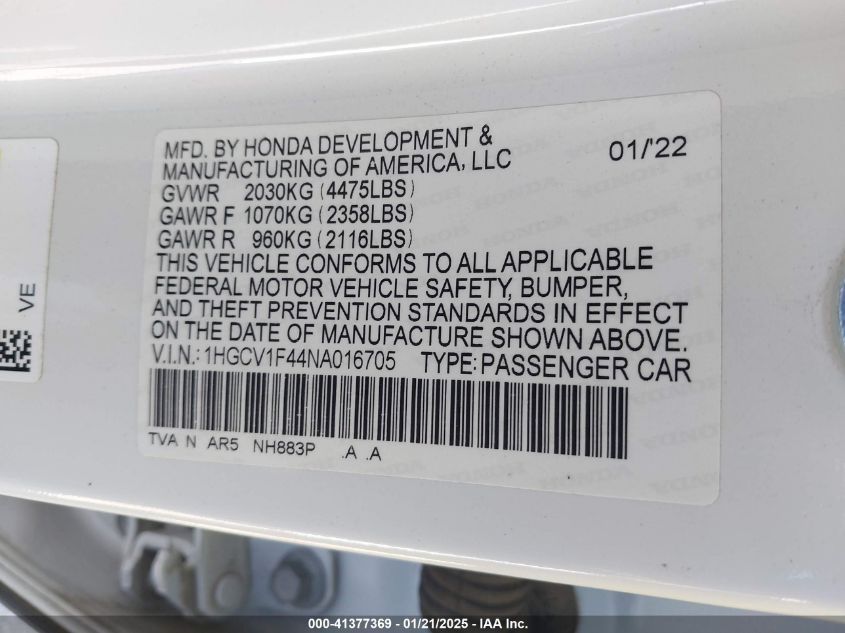 MFD. BY HONDA DEVELOPMENT &
MANUFACTURING OF AMERICA, LLC 01/'22
GVWR 2030KG (4475LBS)
GAWR F 1070KG (2358LBS)
GAWR R 960KG (2116LBS)
THIS VEHICLE CONFORMS TO ALL APPLICABLE
FEDERAL MOTOR VEHICLE SAFETY, BUMPER,
AND THEFT PREVENTION STANDARDS IN EFFECT
ON THE DATE OF MANUFACTURE SHOWN ABOVE.
V.I.N.: 1HGCV1F44NA016705 TYPE: PASSENGER CAR
TVA N AR5 NH883P .A .A
VE
000-41377369 | 01/21/2025 | IAA Inc.